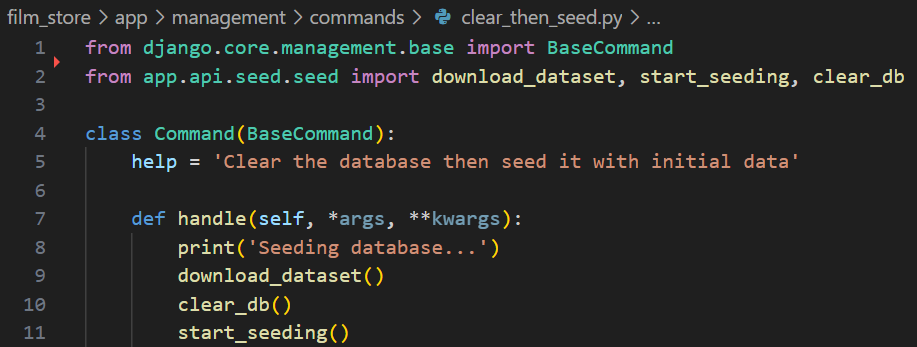 film_store > app > management > commands > clear_then_seed.py > ...
1 from django.core.management.base import BaseCommand
2 from app.api.seed.seed import download_dataset, start_seeding, clear_db
3
4 class Command(BaseCommand):
5     help = 'Clear the database then seed it with initial data'
6
7     def handle(self, *args, **kwargs):
8         print('Seeding database...')
9         download_dataset()
10         clear_db()
11         start_seeding()